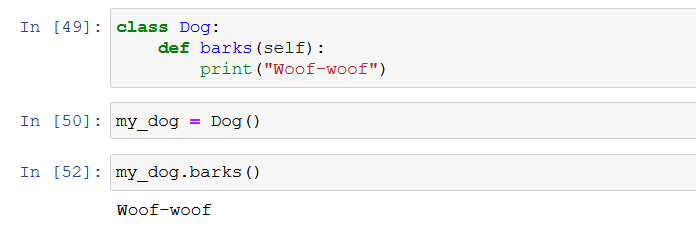 In [49]: class Dog:
def barks(self):
print("Woof-woof")
In [50]: my_dog = Dog()
In [52]: my_dog.barks()
Woof-woof